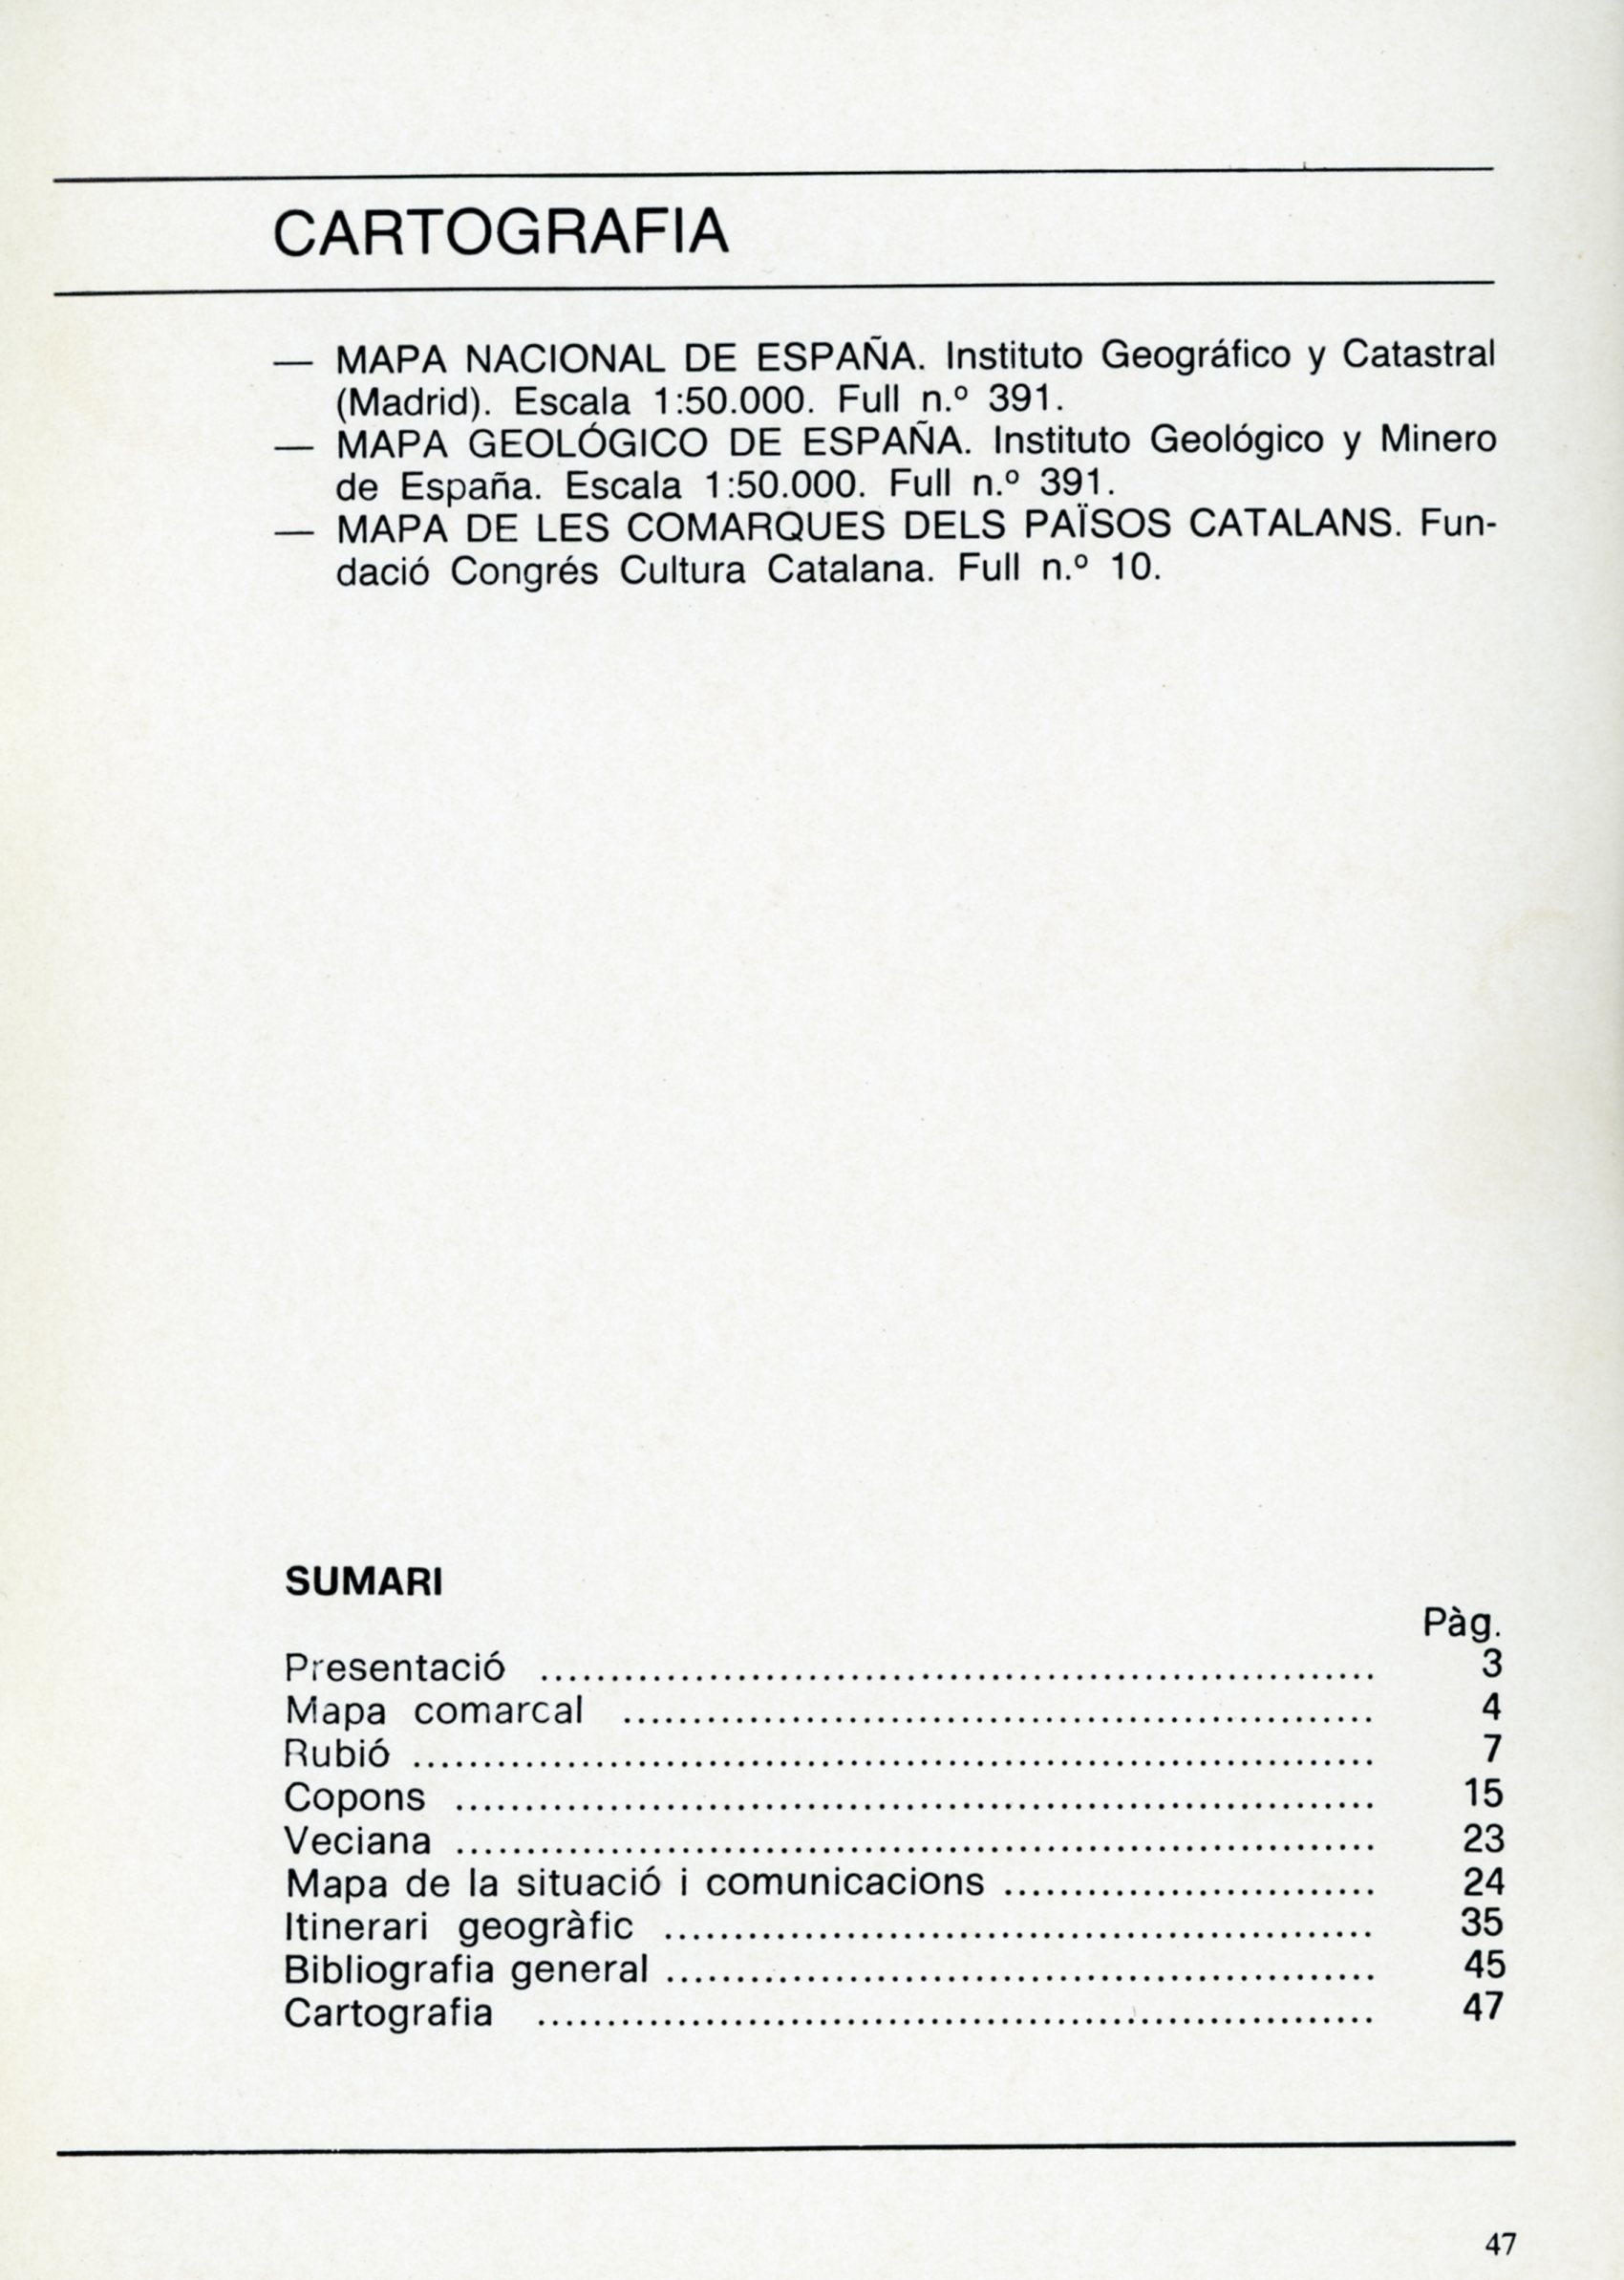 CARTOGRAFIA
— MAPA NACIONAL DE ESPAÑA. Instituto Geográfico y Catastral
(Madrid). Escala 1:50.000. Full n.º 391.
— MAPA GEOLÓGICO DE ESPAÑA. Instituto Geológico y Minero
de España. Escala 1:50.000. Full n.º 391.
— MAPA DE LES COMARQUES DELS PAÏSOS CATALANS. Fun-
dació Congrés Cultura Catalana. Full n.º 10.
SUMARI
Pàg.
Presentació ........................................................... 3
Mapa comarcal ..................................................... 4
Rubió .................................................................... 7
Copons ................................................................. 15
Veciana ................................................................. 23
Mapa de la situació i comunicacions ........................... 24
Itinerari geogràfic .................................................. 35
Bibliografia general .................................................. 45
Cartografia ........................................................... 47
47